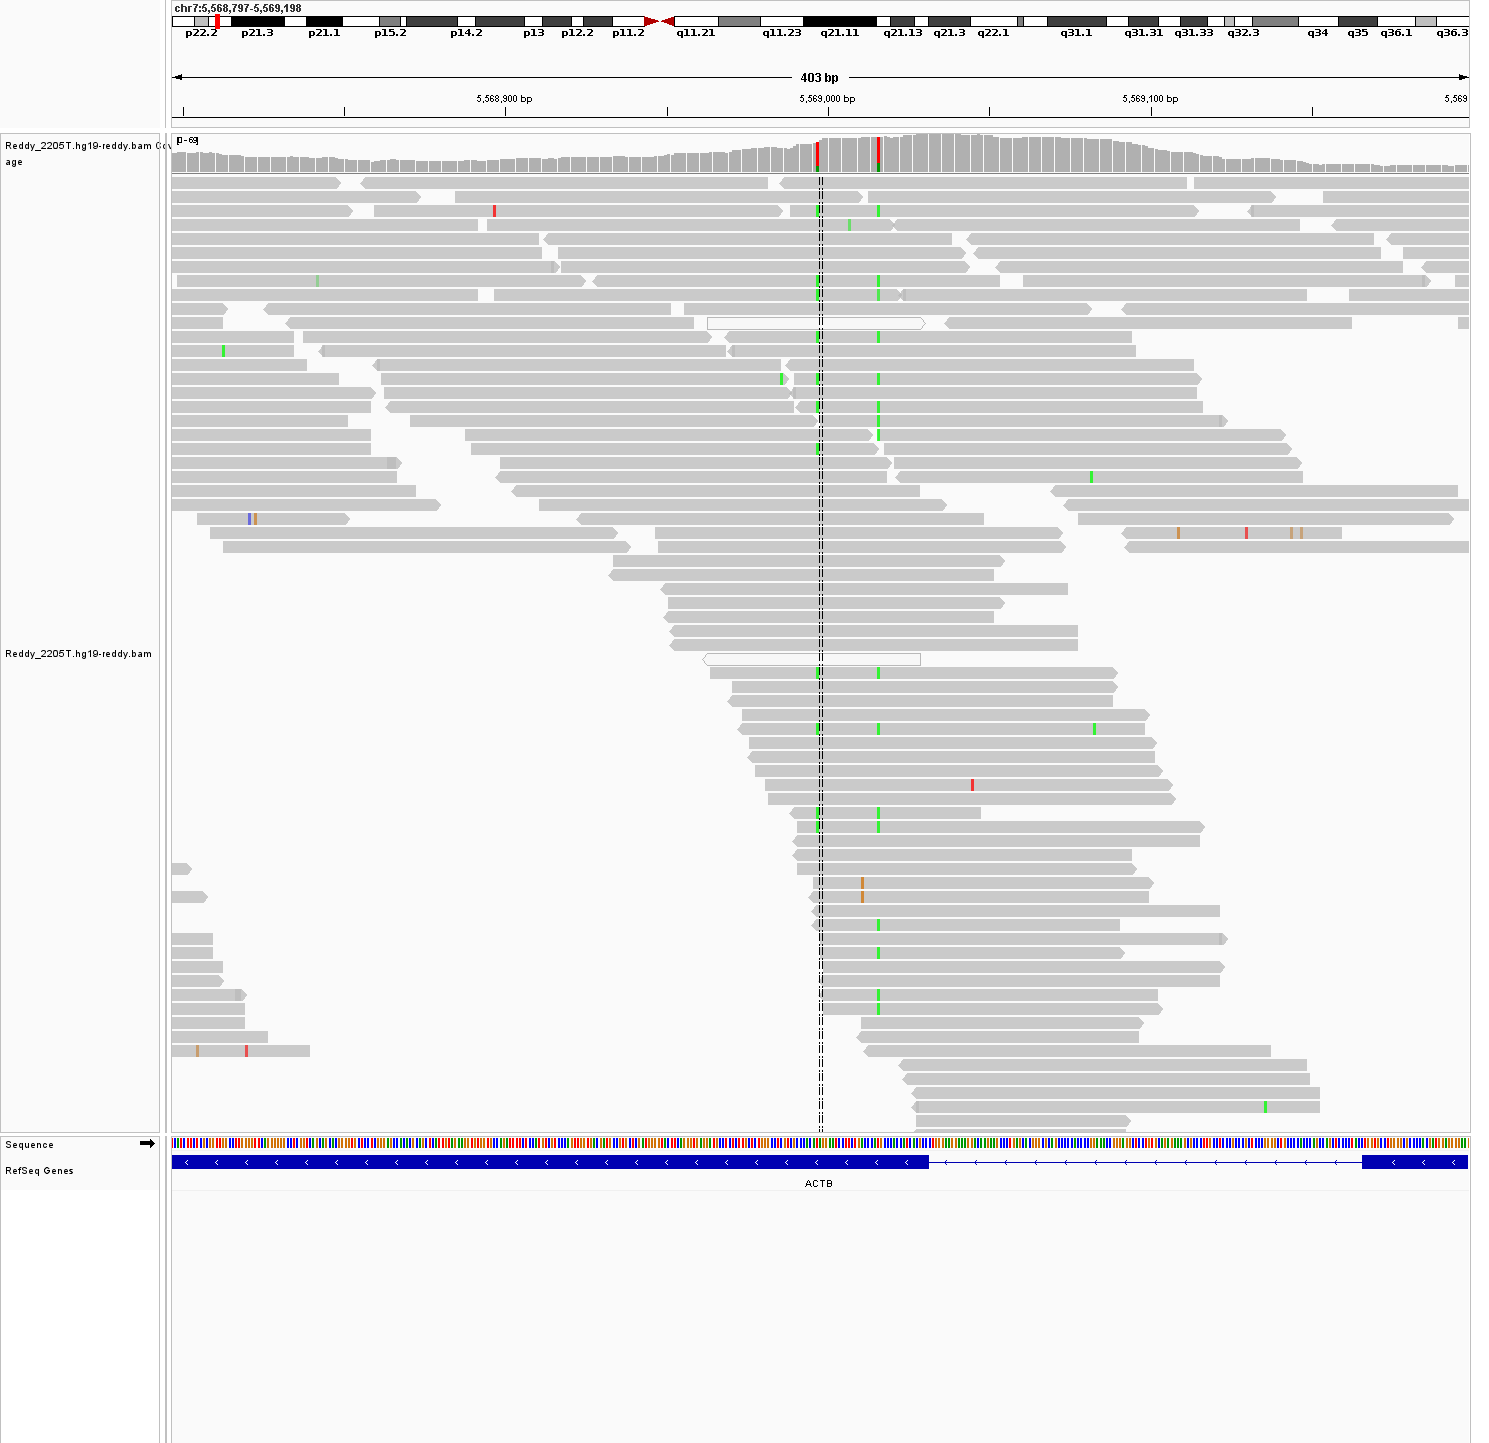 chr7:5,568,797-5,569,198
p22.2 p21.3 p21.1 p15.2 p14.2 p13 p12.2 p11.2 q11.21 q11.23 q21.11 q21.13 q21.3 q22.1 q31.1 q31.31 q31.33 q32.3 q34 q35 q36.1 q36.3
403 bp
5,568,900 bp 5,569,000 bp 5,569,100 bp 5,569
Reddy_2205T.hg19-reddy.bam Cov
age
[0-69]
Reddy_2205T.hg19-reddy.bam
Sequence
RefSeq Genes
ACTB